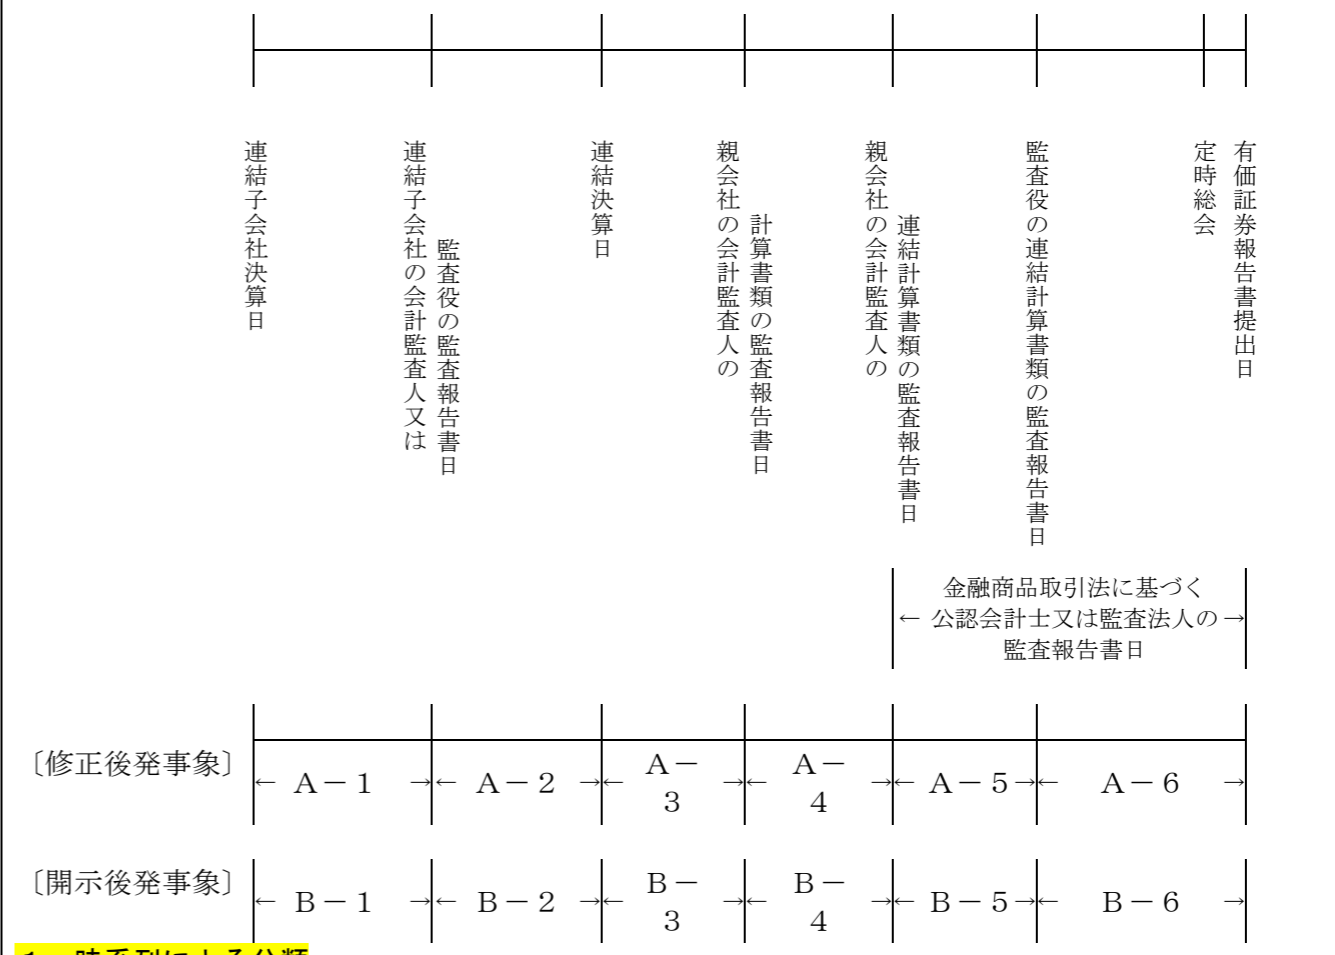 連結子会社決算日
連結子会社の会計監査人又は
監査役の監査報告書日
連結決算日
親会社の会計監査人の
計算書類の監査報告書日
親会社の会計監査人の
連結計算書類の監査報告書日
監査役の連結計算書類の監査報告書日
定時総会
有価証券報告書提出日
金融商品取引法に基づく
← 公認会計士又は監査法人の →
監査報告書日
〔修正後発事象〕
← A-1 →← A-2 →← A-3 →← A-4 →← A-5 →← A-6 →
〔開示後発事象〕
← B-1 →← B-2 →← B-3 →← B-4 →← B-5 →← B-6 →